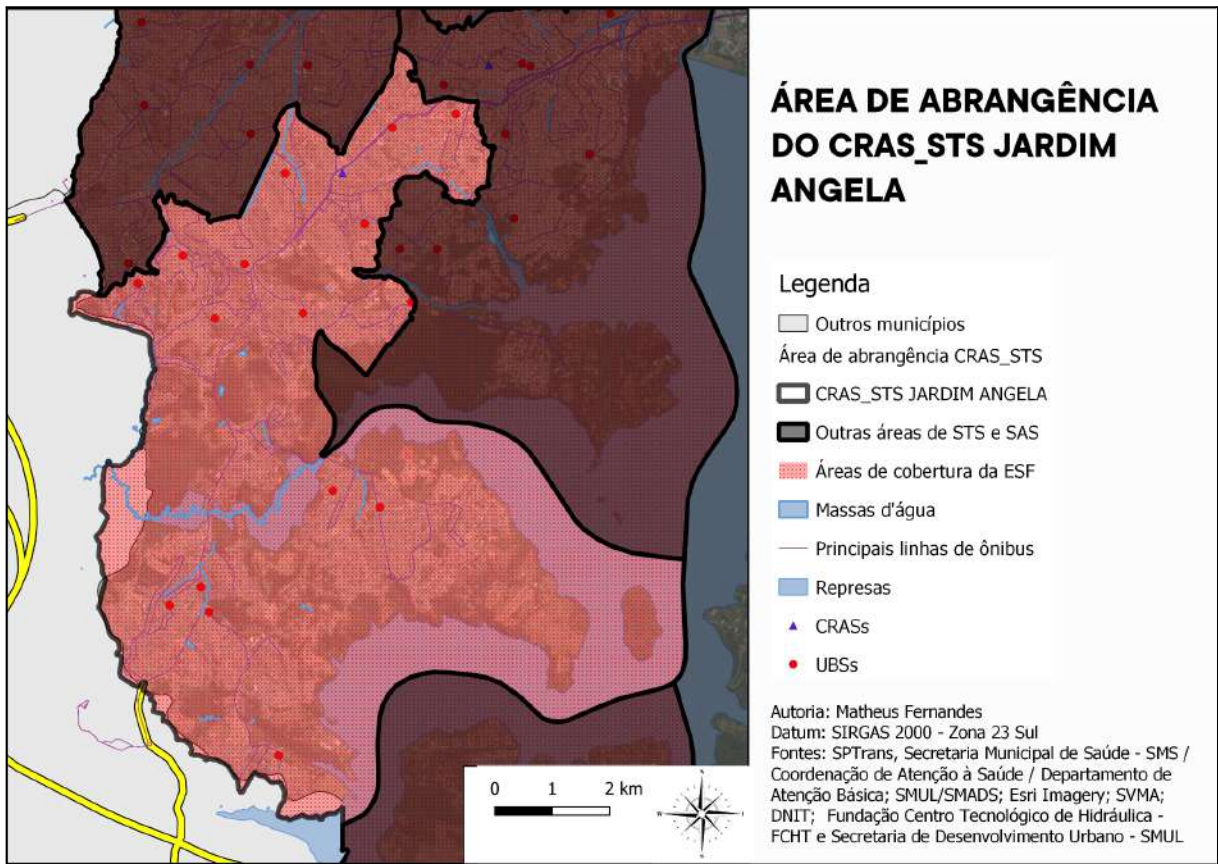 ÁREA DE ABRANGÊNCIA
DO CRAS_STS JARDIM
ANGELA
Legenda
Outros municípios
Área de abrangência CRAS_STS
CRAS_STS JARDIM ANGELA
Outras áreas de STS e SAS
Áreas de cobertura da ESF
Massas d'água
Principais linhas de ônibus
Represas
CRASs
UBSs
Autoria: Matheus Fernandes
Datum: SIRGAS 2000 - Zona 23 Sul
Fontes: SPTrans, Secretaria Municipal de Saúde - SMS /
Coordenação de Atenção à Saúde / Departamento de
Atenção Básica; SMUL/SMADS; Esri Imagery; SVMA;
DNIT; Fundação Centro Tecnológico de Hidráulica -
FCHT e Secretaria de Desenvolvimento Urbano - SMUL
0 1 2 km